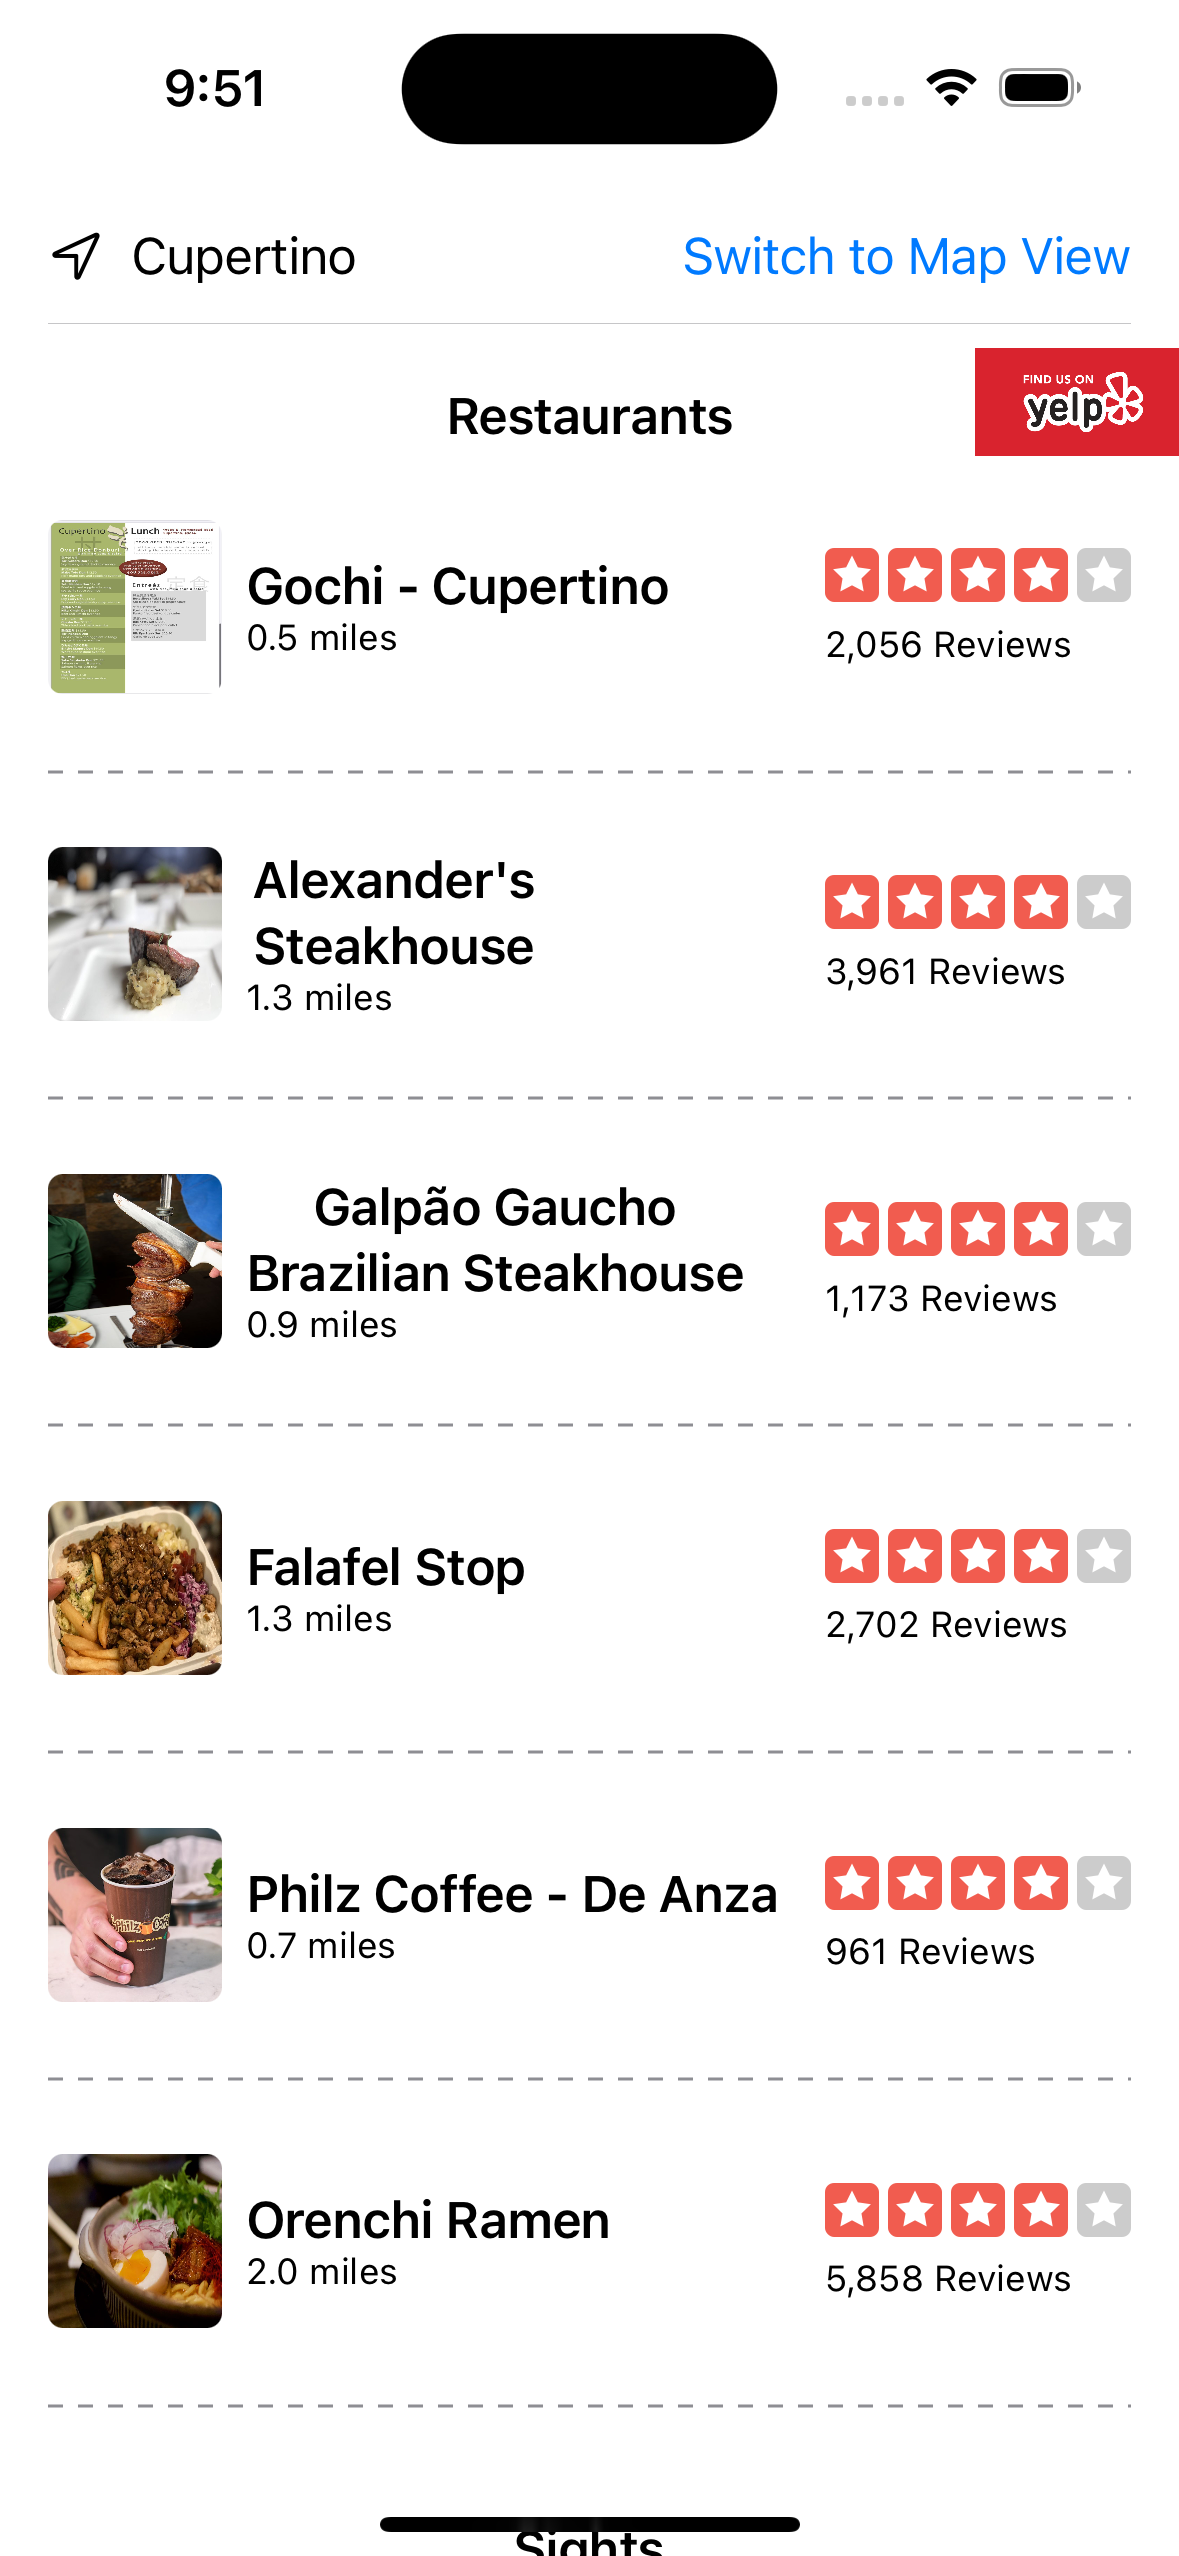 9:51
Cupertino
Switch to Map View
FIND US ON
yelp
Restaurants
Cupertino
Lunch
Gochi - Cupertino
0.5 miles
2,056 Reviews
Alexander's
Steakhouse
1.3 miles
3,961 Reviews
Galpão Gaucho
Brazilian Steakhouse
0.9 miles
1,173 Reviews
Falafel Stop
1.3 miles
2,702 Reviews
Philz Coffee - De Anza
0.7 miles
961 Reviews
Orenchi Ramen
2.0 miles
5,858 Reviews
Sights